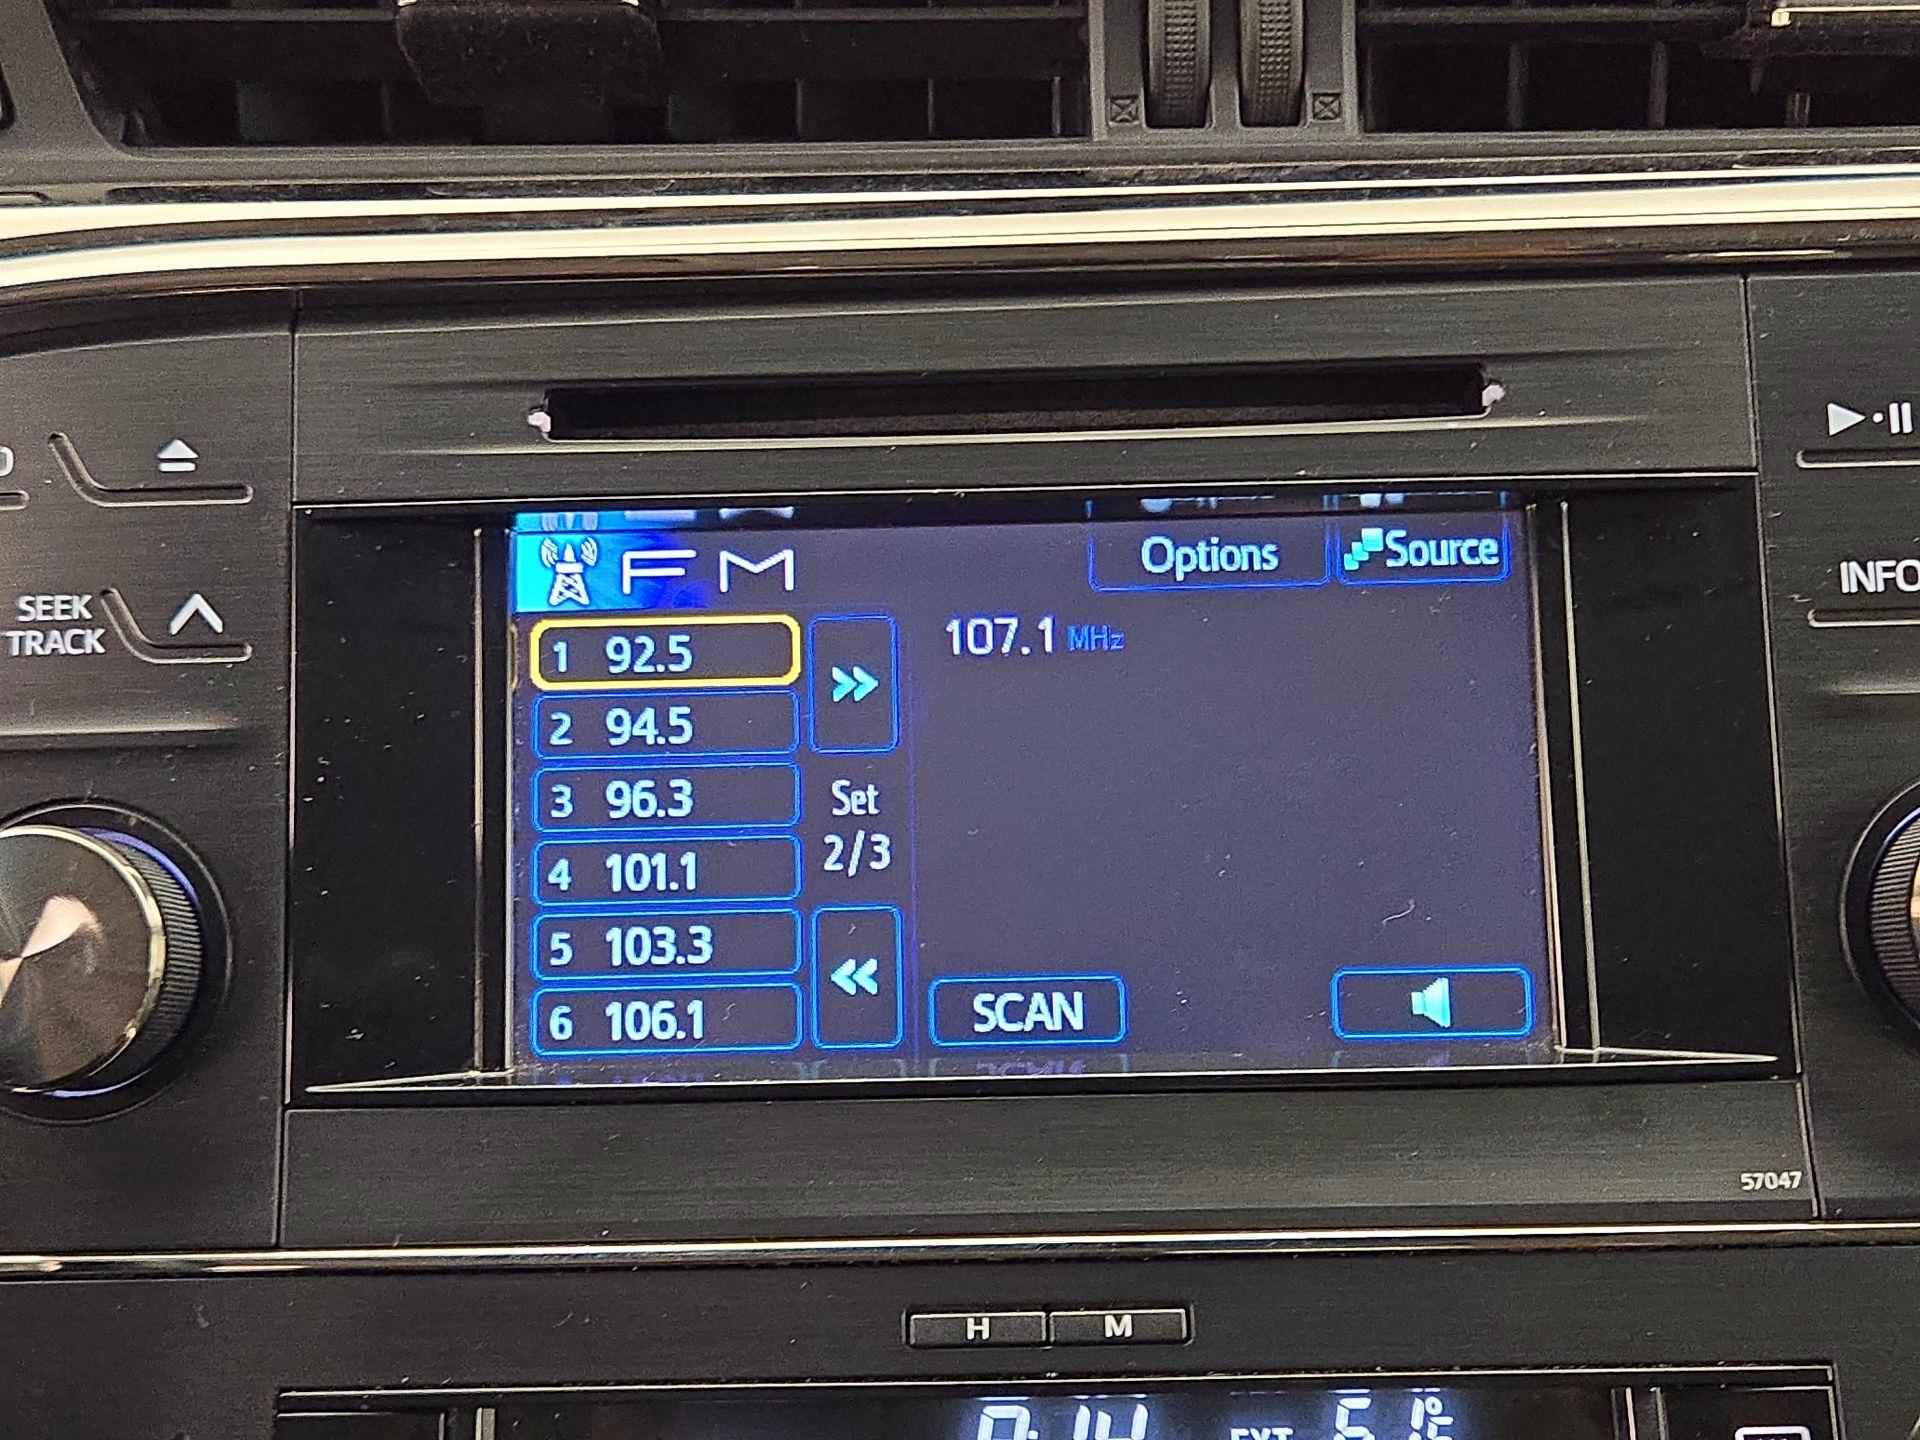 SEEK
TRACK
INFO
FM
Options
Source
1 92.5
2 94.5
3 96.3
4 101.1
5 103.3
6 106.1
Set
2/3
107.1 MHz
SCAN
57047
H
M
EXT